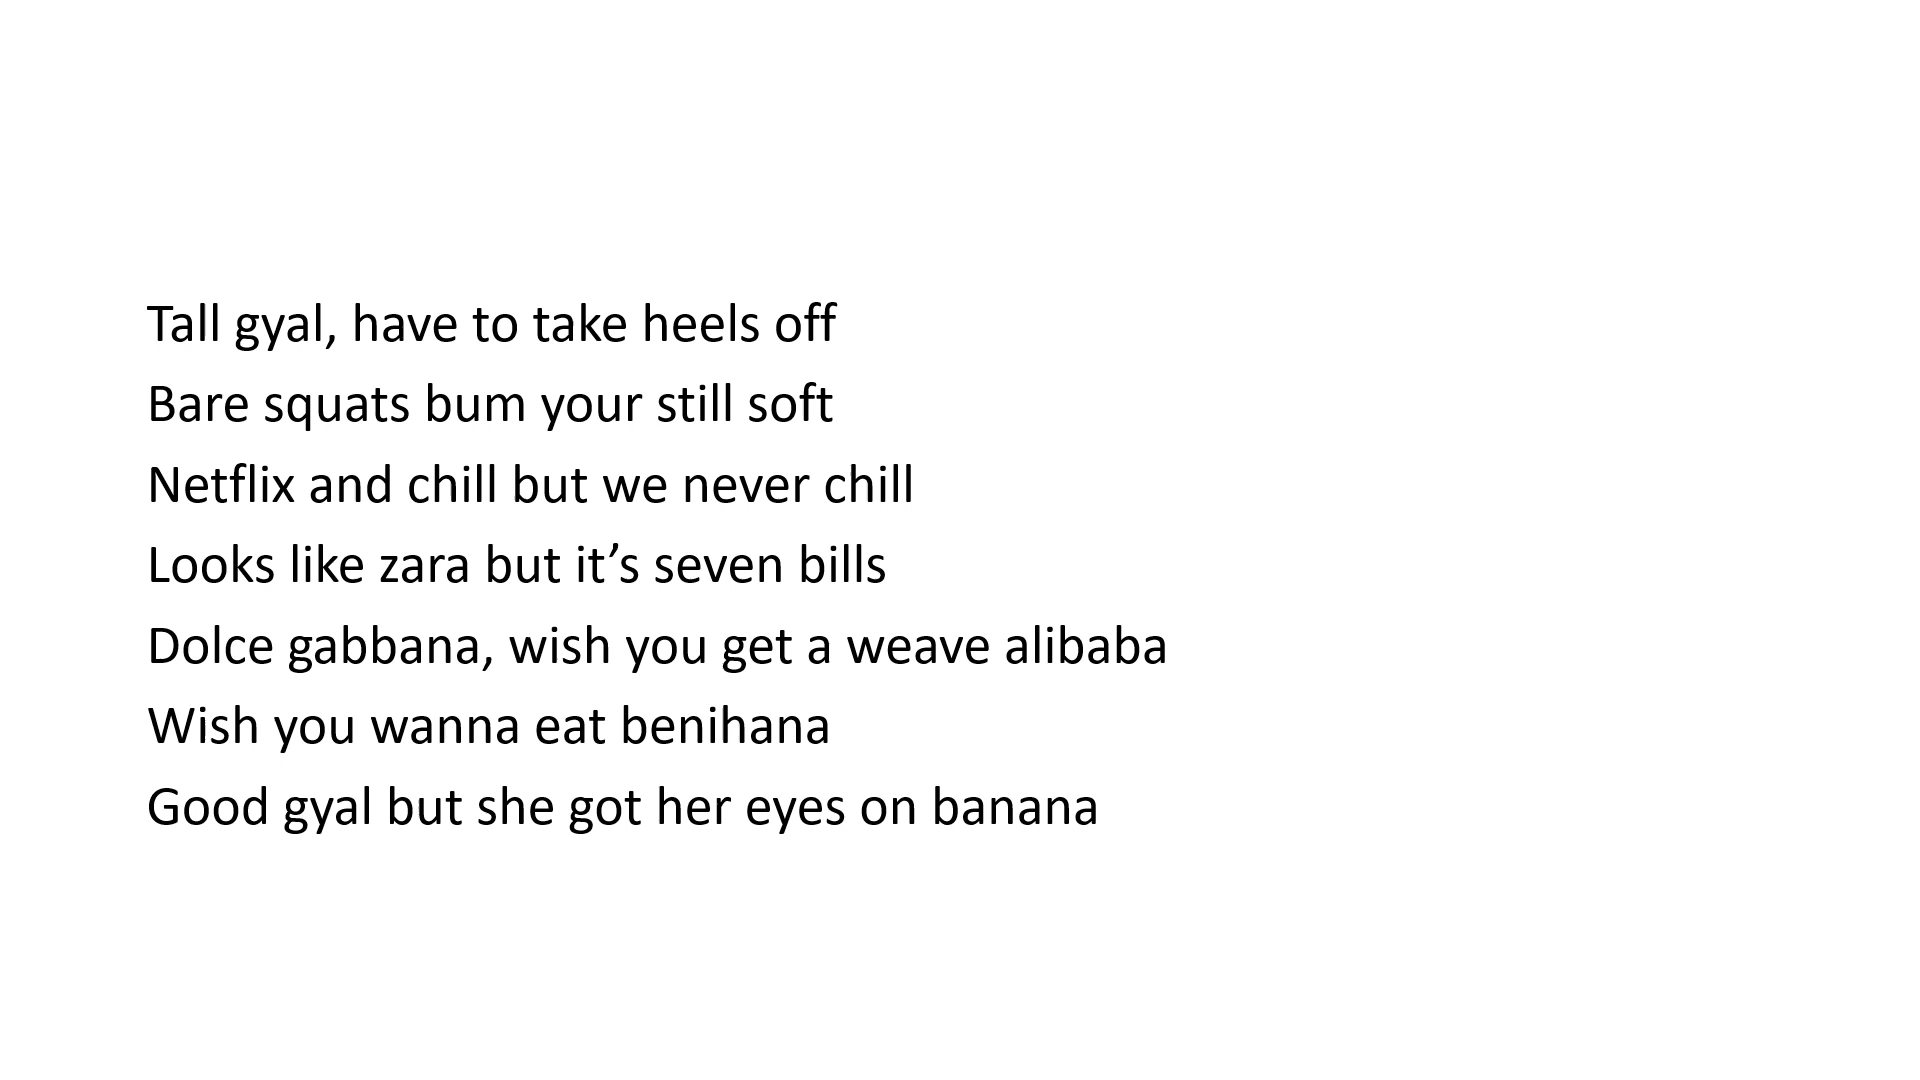 Tall gyal, have to take heels off
Bare squats bum your still soft
Netflix and chill but we never chill
Looks like zara but it’s seven bills
Dolce gabbana, wish you get a weave alibaba
Wish you wanna eat benihana
Good gyal but she got her eyes on banana